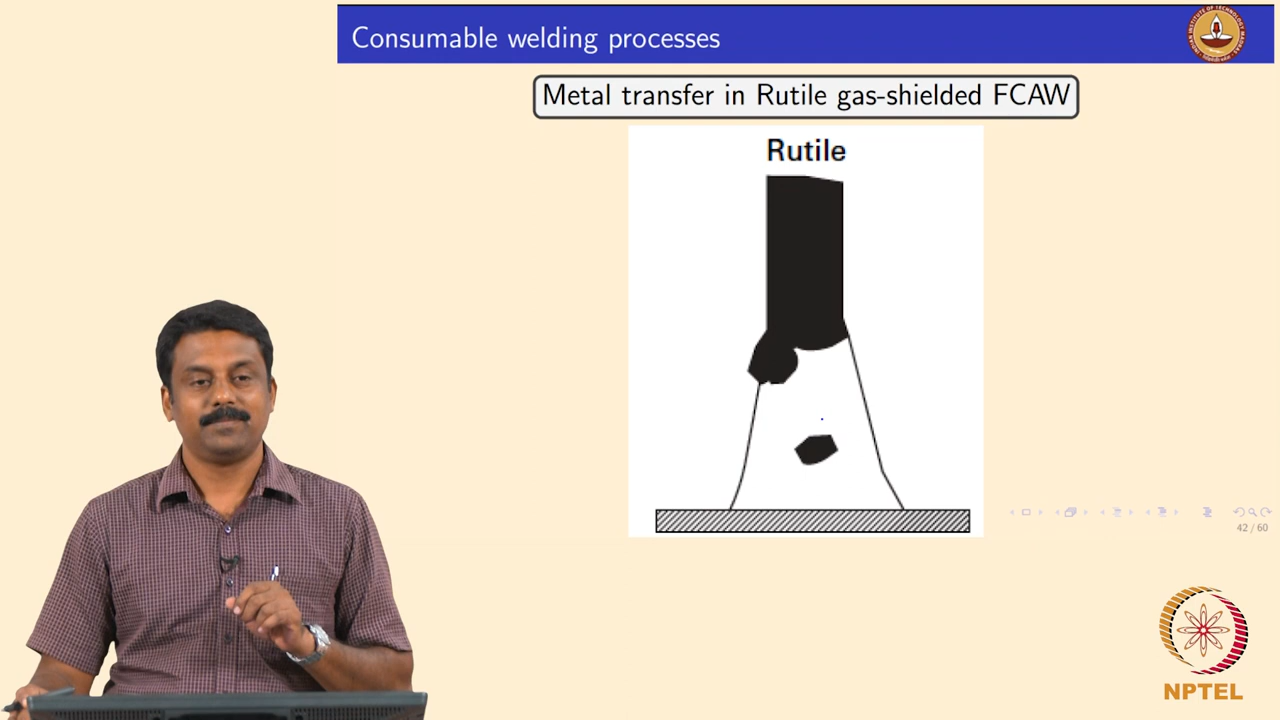 Consumable welding processes
Metal transfer in Rutile gas-shielded FCAW
Rutile
42 / 60
NPTEL